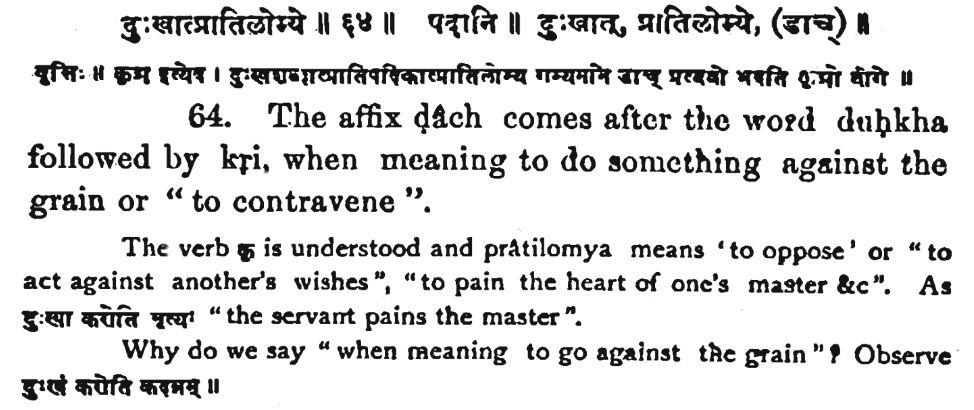 दुःखात्प्रातिलोम्ये ॥ ६४ ॥ पदानि ॥ दुःखात्, प्रातिलोम्ये, (डाच्) ॥
वृत्तिः ॥ कृञ इत्येव । दुःखशब्दात्प्रातिपदिकात्प्रातिलोम्य गम्यमाने डाच् प्रत्ययो भवति कृञो योगे ॥
64. The affix ḍâch comes after the word duḥkha
followed by kṛi, when meaning to do something against the
grain or “ to contravene ”.
The verb कृ is understood and prâtilomya means ‘ to oppose ’ or “ to
act against another's wishes ”, “ to pain the heart of one's master &c ”. As
दुःखा करोति भृत्यः “ the servant pains the master ”.
Why do we say “ when meaning to go against the grain ” ? Observe
दुःखं करोति कदन्नम् ॥